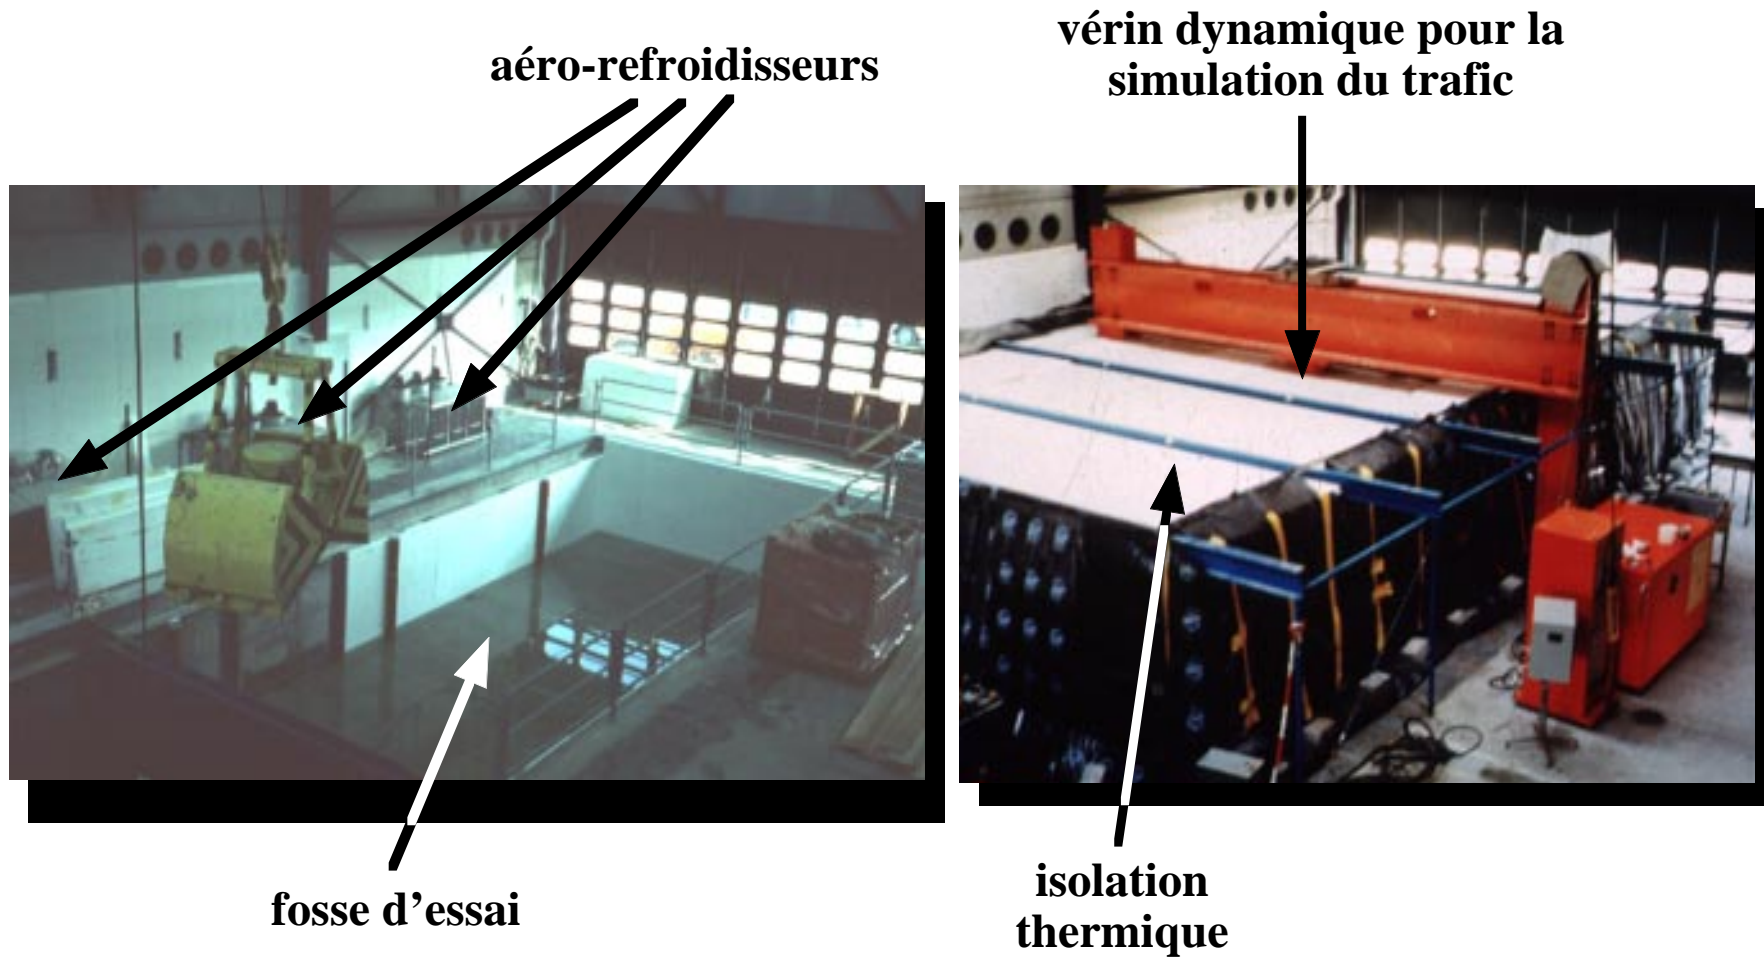 aéro-refroidisseurs
vérin dynamique pour la
simulation du trafic
fosse d’essai
isolation
thermique